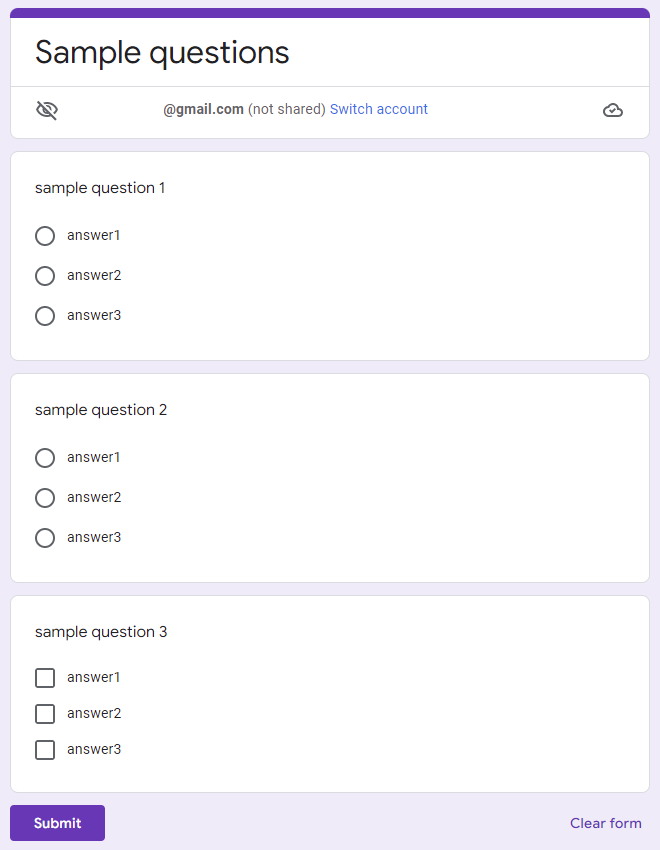 Sample questions
@gmail.com (not shared) Switch account
sample question 1
answer1
answer2
answer3
sample question 2
answer1
answer2
answer3
sample question 3
answer1
answer2
answer3
Submit Clear form